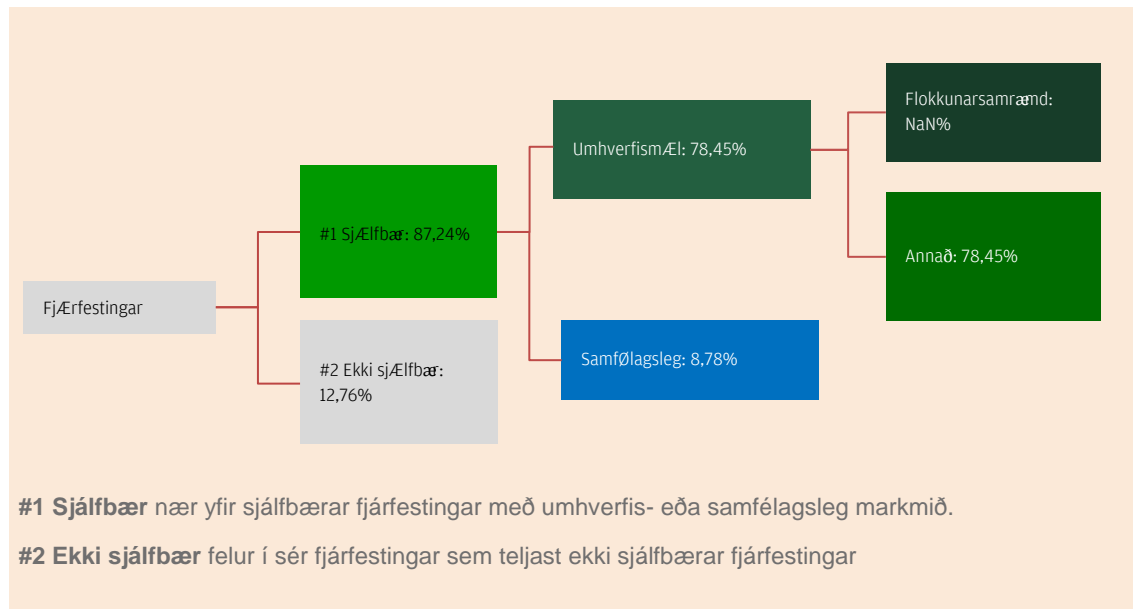 Flokkunarsamræmd:
NaN%
UmhverfismÆl: 78,45%
#1 SjÆlfbær: 87,24%
Annað: 78,45%
FjÆrfestingar
#2 Ekki sjÆlfbær:
12,76%
SamfØlagsleg: 8,78%
#1 Sjálfbær nær yfir sjálfbærar fjárfestingar með umhverfis- eða samfélagsleg markmið.
#2 Ekki sjálfbær felur í sér fjárfestingar sem teljast ekki sjálfbærar fjárfestingar